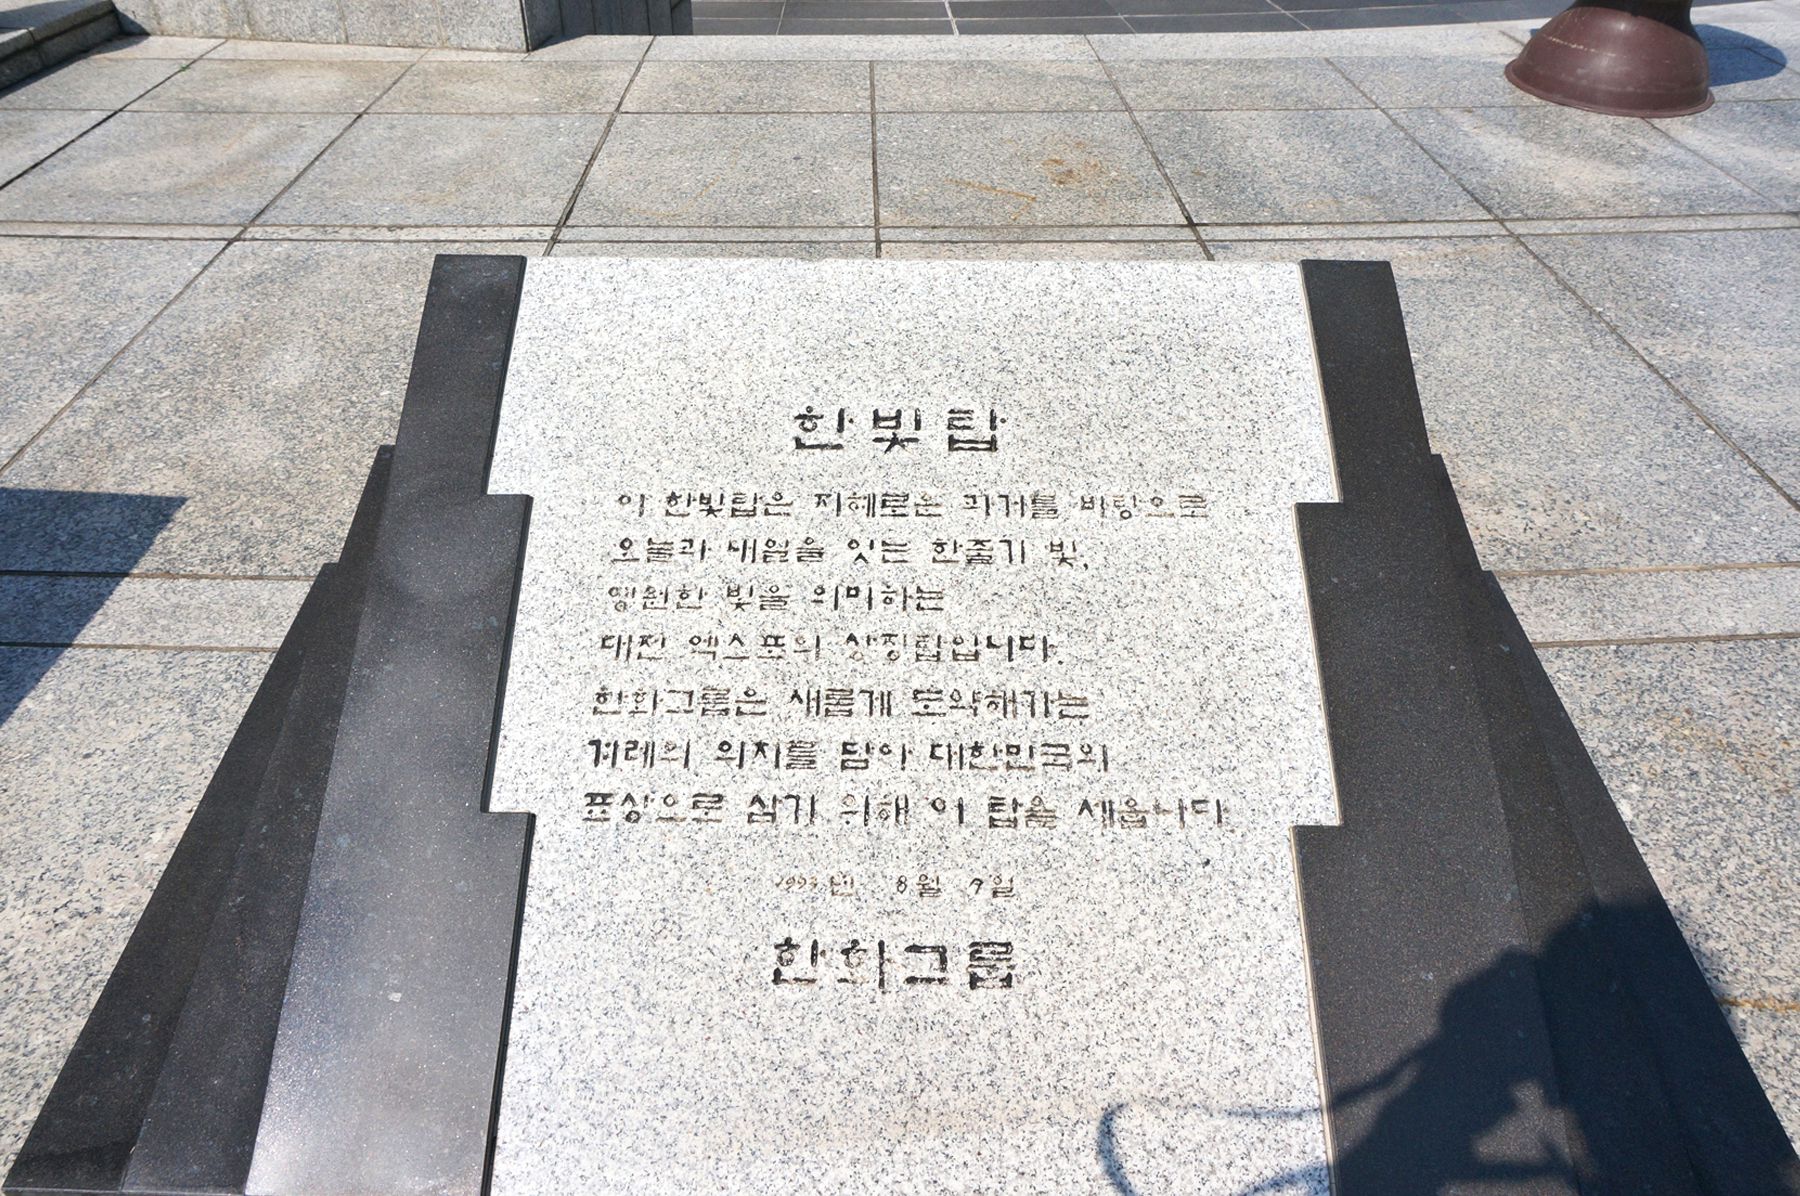 한빛탑
이 한빛탑은 지혜로운 과거를 바탕으로
오늘과 내일을 잇는 한줄기 빛,
영원한 빛을 의미하는
대전 엑스포의 상징탑입니다.
한화그룹은 새롭게 도약해가는
겨레의 의지를 담아 대한민국의
표상으로 삼기 위해 이 탑을 세웁니다.
1993년 8월 7일
한화그룹